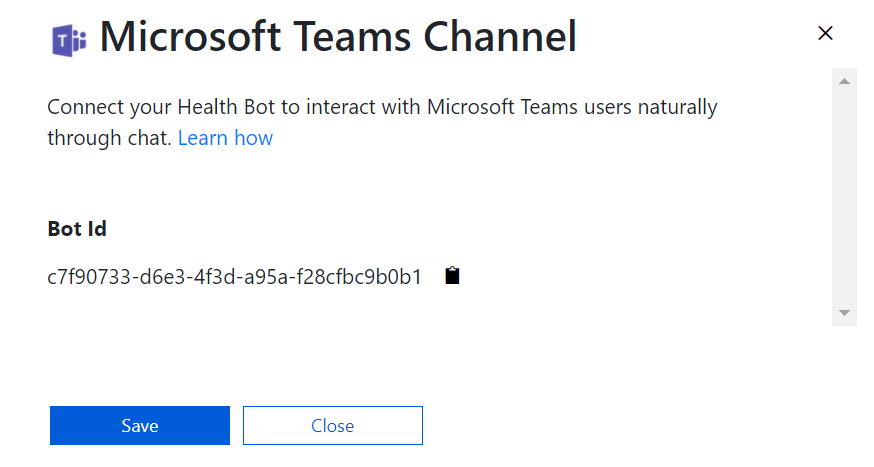 Microsoft Teams Channel
Connect your Health Bot to interact with Microsoft Teams users naturally
through chat. Learn how
Bot Id
c7f90733-d6e3-4f3d-a95a-f28cfbc9b0b1
Save
Close